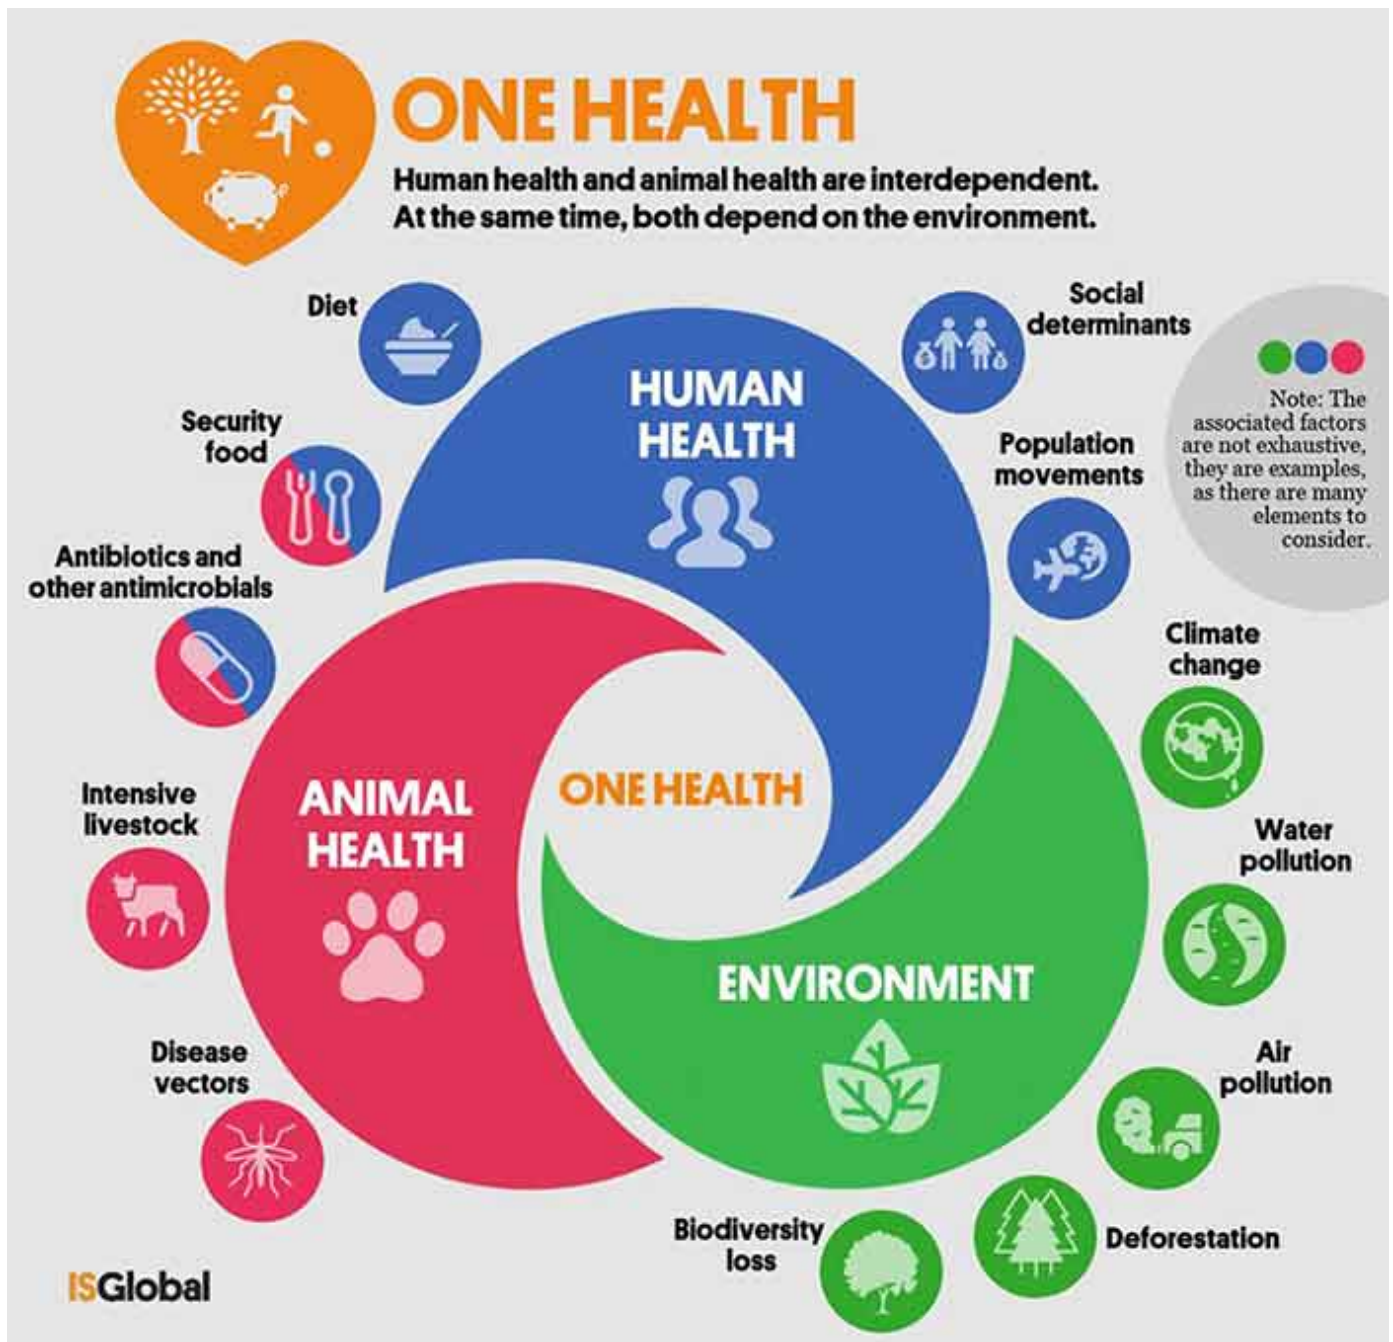 ONE HEALTH
Human health and animal health are interdependent.
At the same time, both depend on the environment.
Diet
Social
determinants
HUMAN
HEALTH
Note: The
associated factors
are not exhaustive,
they are examples,
as there are many
elements to
consider.
Security
food
Population
movements
Antibiotics and
other antimicrobials
Climate
change
ANIMAL
HEALTH
ONE HEALTH
Intensive
livestock
Water
pollution
ENVIRONMENT
Disease
vectors
Air
pollution
Biodiversity
loss
Deforestation
ISGlobal